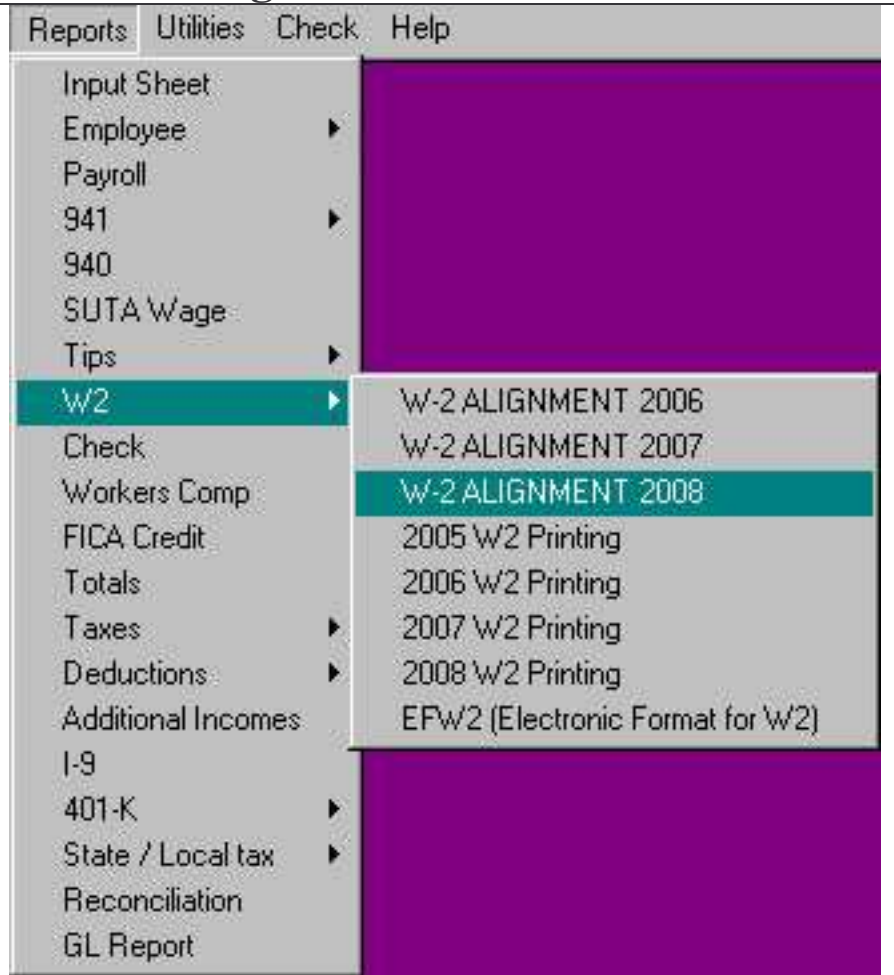 Reports Utilities Check Help
Input Sheet
Employee
Payroll
941
940
SUTA Wage
Tips
W2
Check
Workers Comp
FICA Credit
Totals
Taxes
Deductions
Additional Incomes
I-9
401-K
State / Local tax
Reconciliation
GL Report
W-2 ALIGNMENT 2006
W-2 ALIGNMENT 2007
W-2 ALIGNMENT 2008
2005 W2 Printing
2006 W2 Printing
2007 W2 Printing
2008 W2 Printing
EFW2 (Electronic Format for W2)